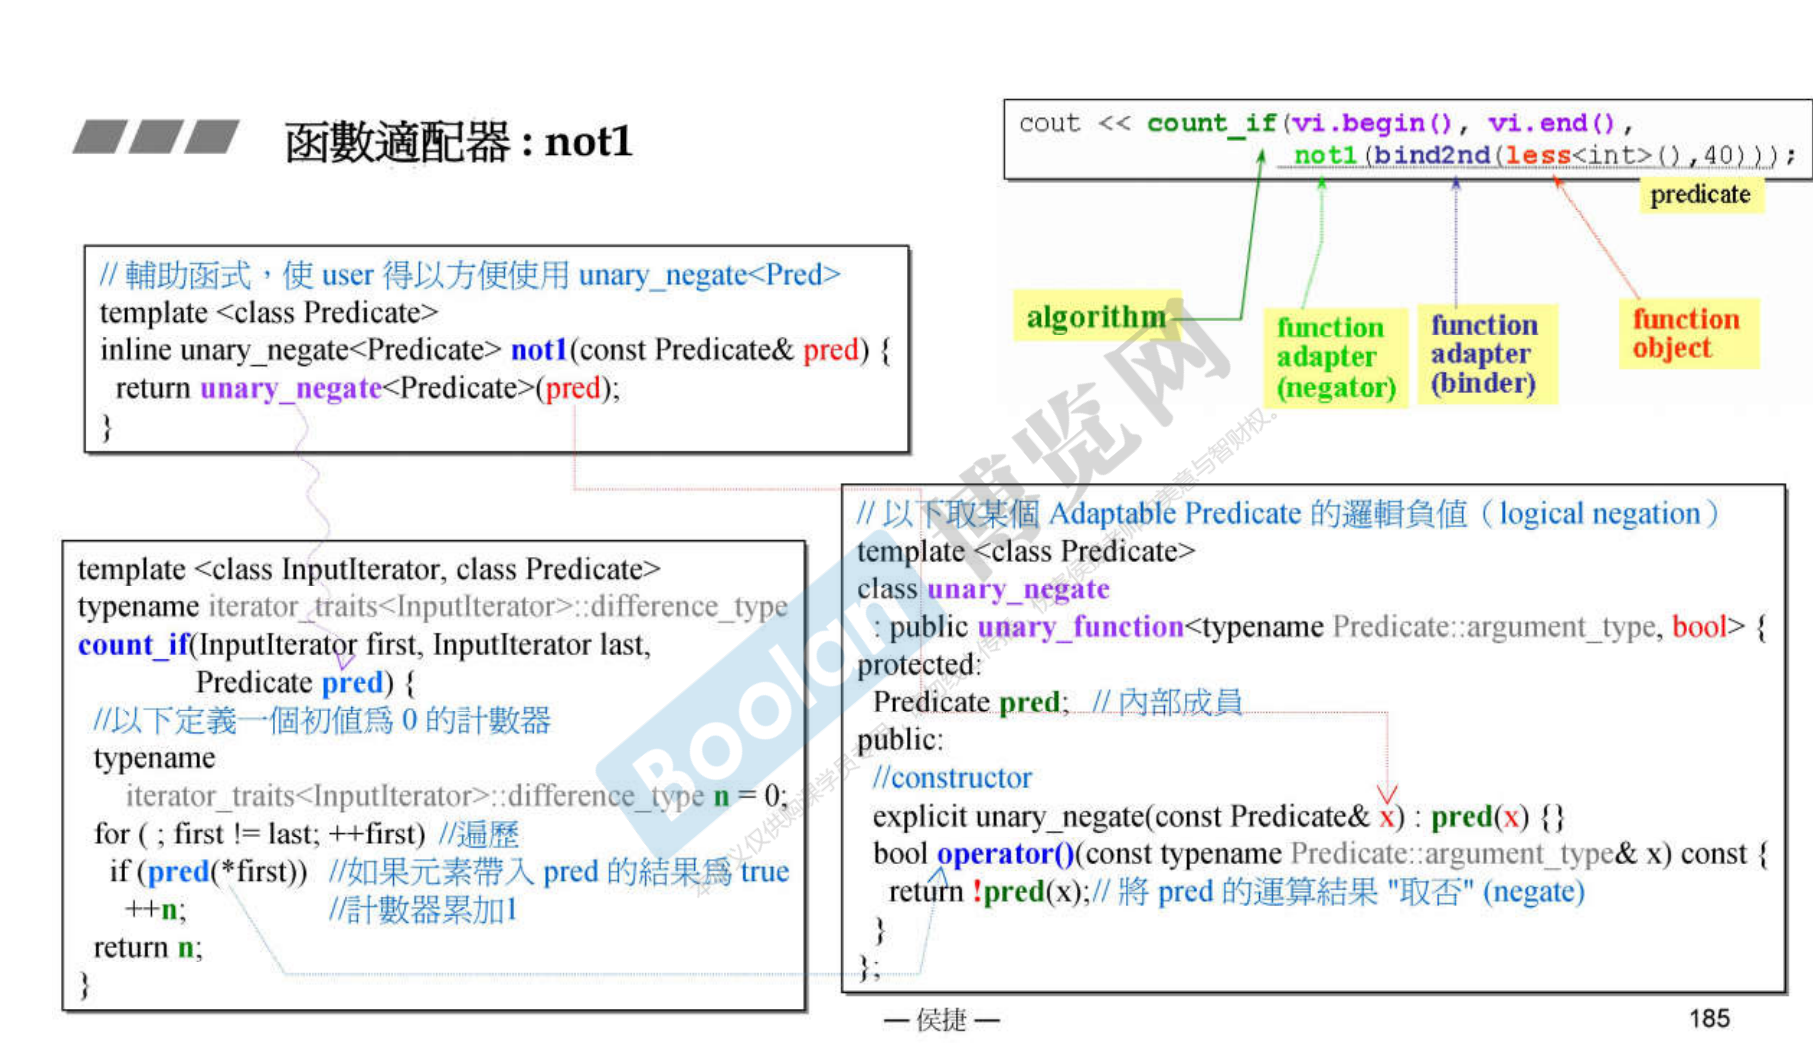 函數適配器 : not1
cout << count_if(vi.begin(), vi.end(),
not1(bind2nd(less<int>(),40)));
predicate
algorithm
function
adapter
(negator)
function
adapter
(binder)
function
object
// 輔助函式，使 user 得以方便使用 unary_negate<Pred>
template <class Predicate>
inline unary_negate<Predicate> not1(const Predicate& pred) {
return unary_negate<Predicate>(pred);
}
template <class InputIterator, class Predicate>
typename iterator_traits<InputIterator>::difference_type
count_if(InputIterator first, InputIterator last,
Predicate pred) {
//以下定義一個初值爲 0 的計數器
typename
iterator_traits<InputIterator>::difference_type n = 0;
for ( ; first != last; ++first) //遍歷
if (pred(*first)) //如果元素帶入 pred 的結果爲 true
++n; //計數器累加1
return n;
}
// 以下取某個 Adaptable Predicate 的邏輯負值（logical negation）
template <class Predicate>
class unary_negate
: public unary_function<typename Predicate::argument_type, bool> {
protected:
Predicate pred; // 內部成員
public:
//constructor
explicit unary_negate(const Predicate& x) : pred(x) {}
bool operator()(const typename Predicate::argument_type& x) const {
return !pred(x);// 將 pred 的運算結果 "取否" (negate)
}
};
Boolan
博览网
— 侯捷 —
185